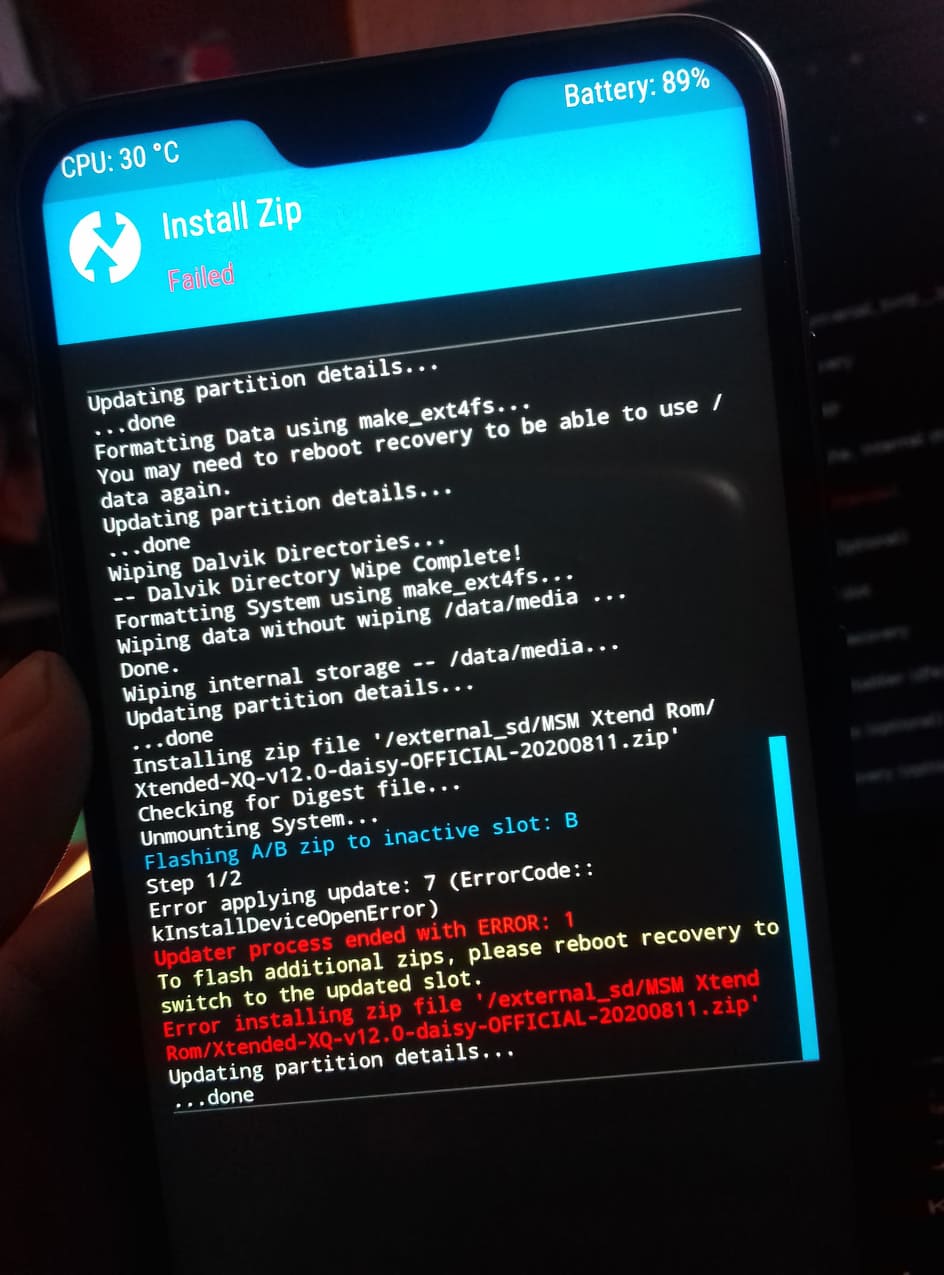 CPU: 30 °C
Battery: 89%
Install Zip
Failed
Updating partition details...
...done
Formatting Data using make_ext4fs...
You may need to reboot recovery to be able to use /
data again.
Updating partition details...
...done
Wiping Dalvik Directories...
-- Dalvik Directory Wipe Complete!
Formatting System using make_ext4fs...
Wiping data without wiping /data/media ...
Done.
Wiping internal storage -- /data/media...
Updating partition details...
...done
Installing zip file '/external_sd/MSM Xtend Rom/
Xtended-XQ-v12.0-daisy-OFFICIAL-20200811.zip'
Checking for Digest file...
Unmounting System...
Flashing A/B zip to inactive slot: B
Step 1/2
Error applying update: 7 (ErrorCode::
kInstallDeviceOpenError)
Updater process ended with ERROR: 1
To flash additional zips, please reboot recovery to
switch to the updated slot.
Error installing zip file '/external_sd/MSM Xtend
Rom/Xtended-XQ-v12.0-daisy-OFFICIAL-20200811.zip'
Updating partition details...
...done